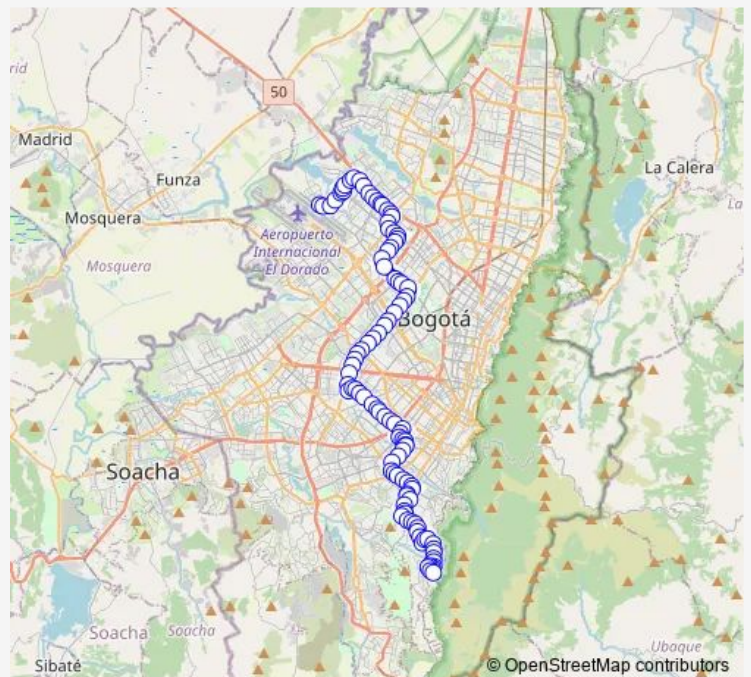 rid
50
Madrid
Funza
La Calera
Mosquera
Aeropuerto
Internacional
El Dorado
Mosquera
La
Bogotá
Soacha
Soacha
Soacha
Ubaque
Sibaté
© OpenStreetMap contributors